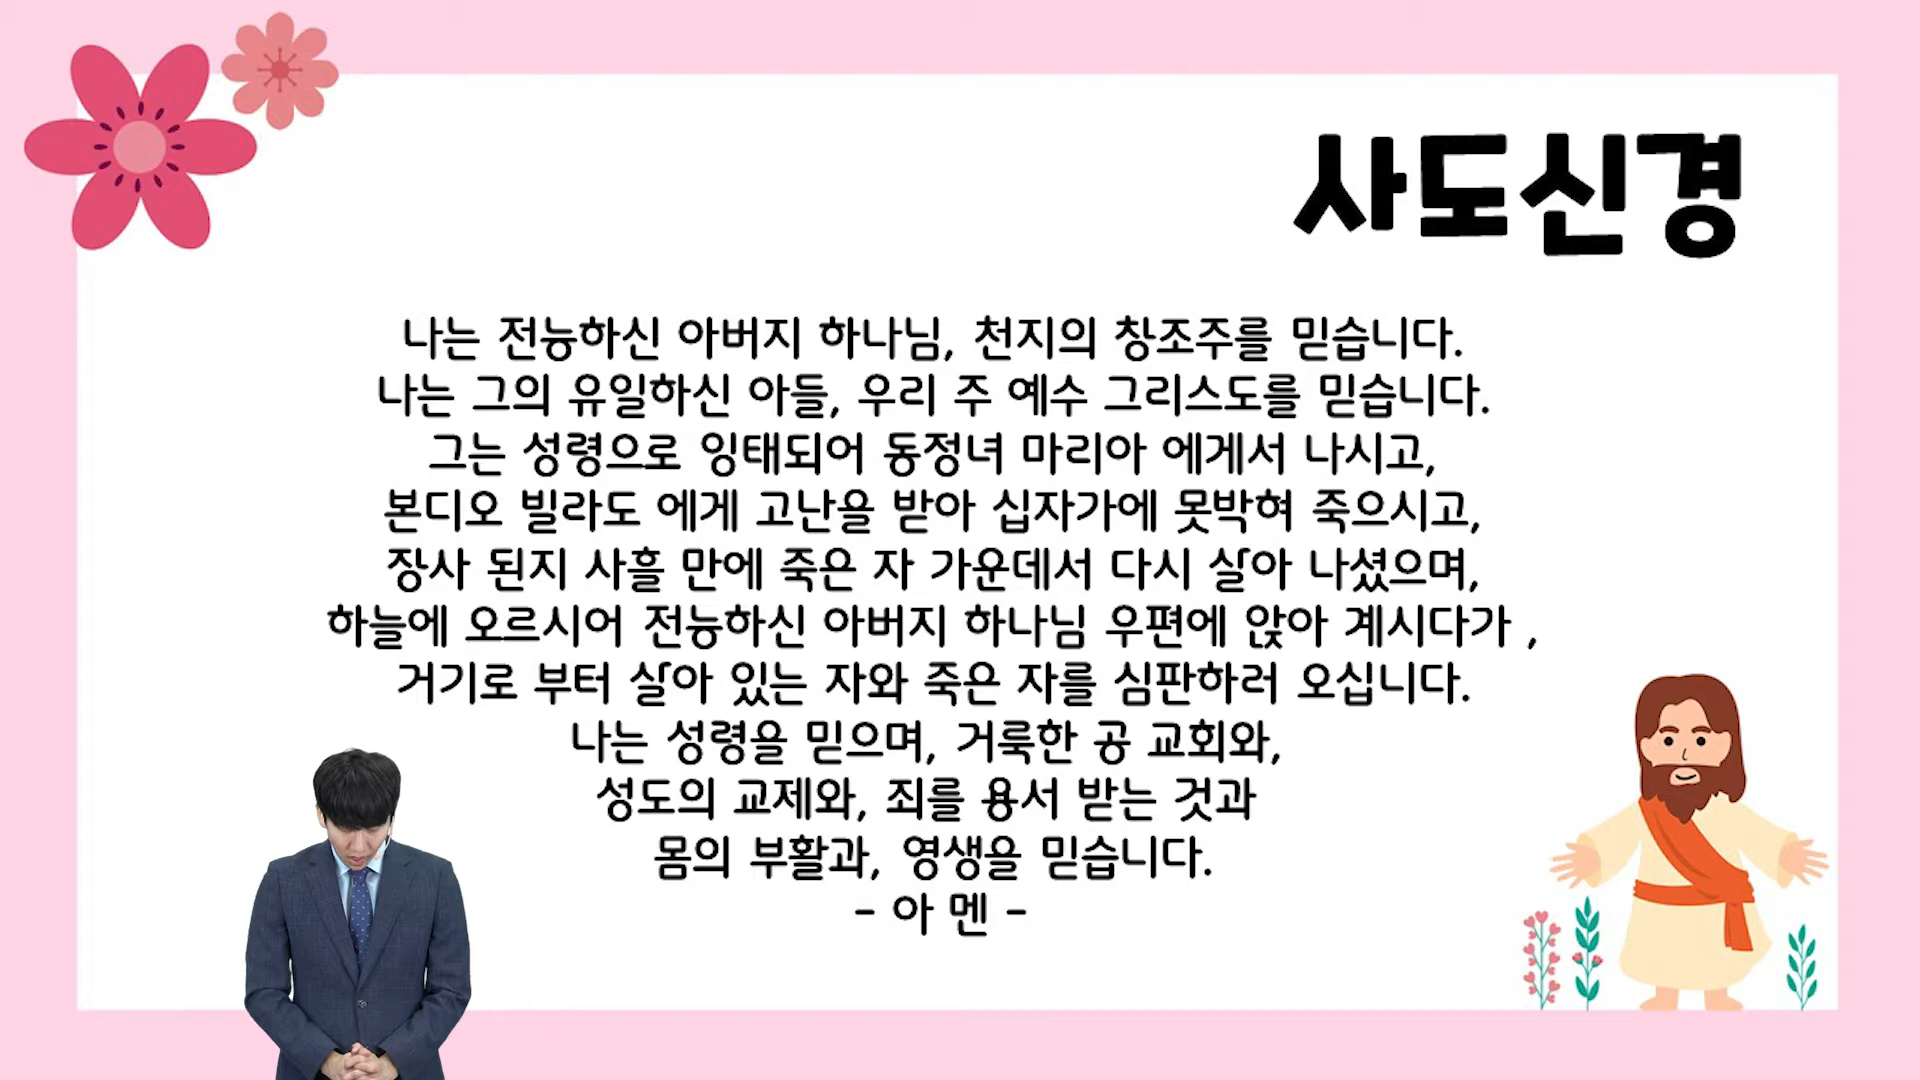 사도신경
나는 전능하신 아버지 하나님, 천지의 창조주를 믿습니다.
나는 그의 유일하신 아들, 우리 주 예수 그리스도를 믿습니다.
그는 성령으로 잉태되어 동정녀 마리아 에게서 나시고,
본디오 빌라도 에게 고난을 받아 십자가에 못박혀 죽으시고,
장사 된지 사흘 만에 죽은 자 가운데서 다시 살아 나셨으며,
하늘에 오르시어 전능하신 아버지 하나님 우편에 앉아 계시다가 ,
거기로 부터 살아 있는 자와 죽은 자를 심판하러 오십니다.
나는 성령을 믿으며, 거룩한 공 교회와,
성도의 교제와, 죄를 용서 받는 것과
몸의 부활과, 영생을 믿습니다.
- 아 멘 -